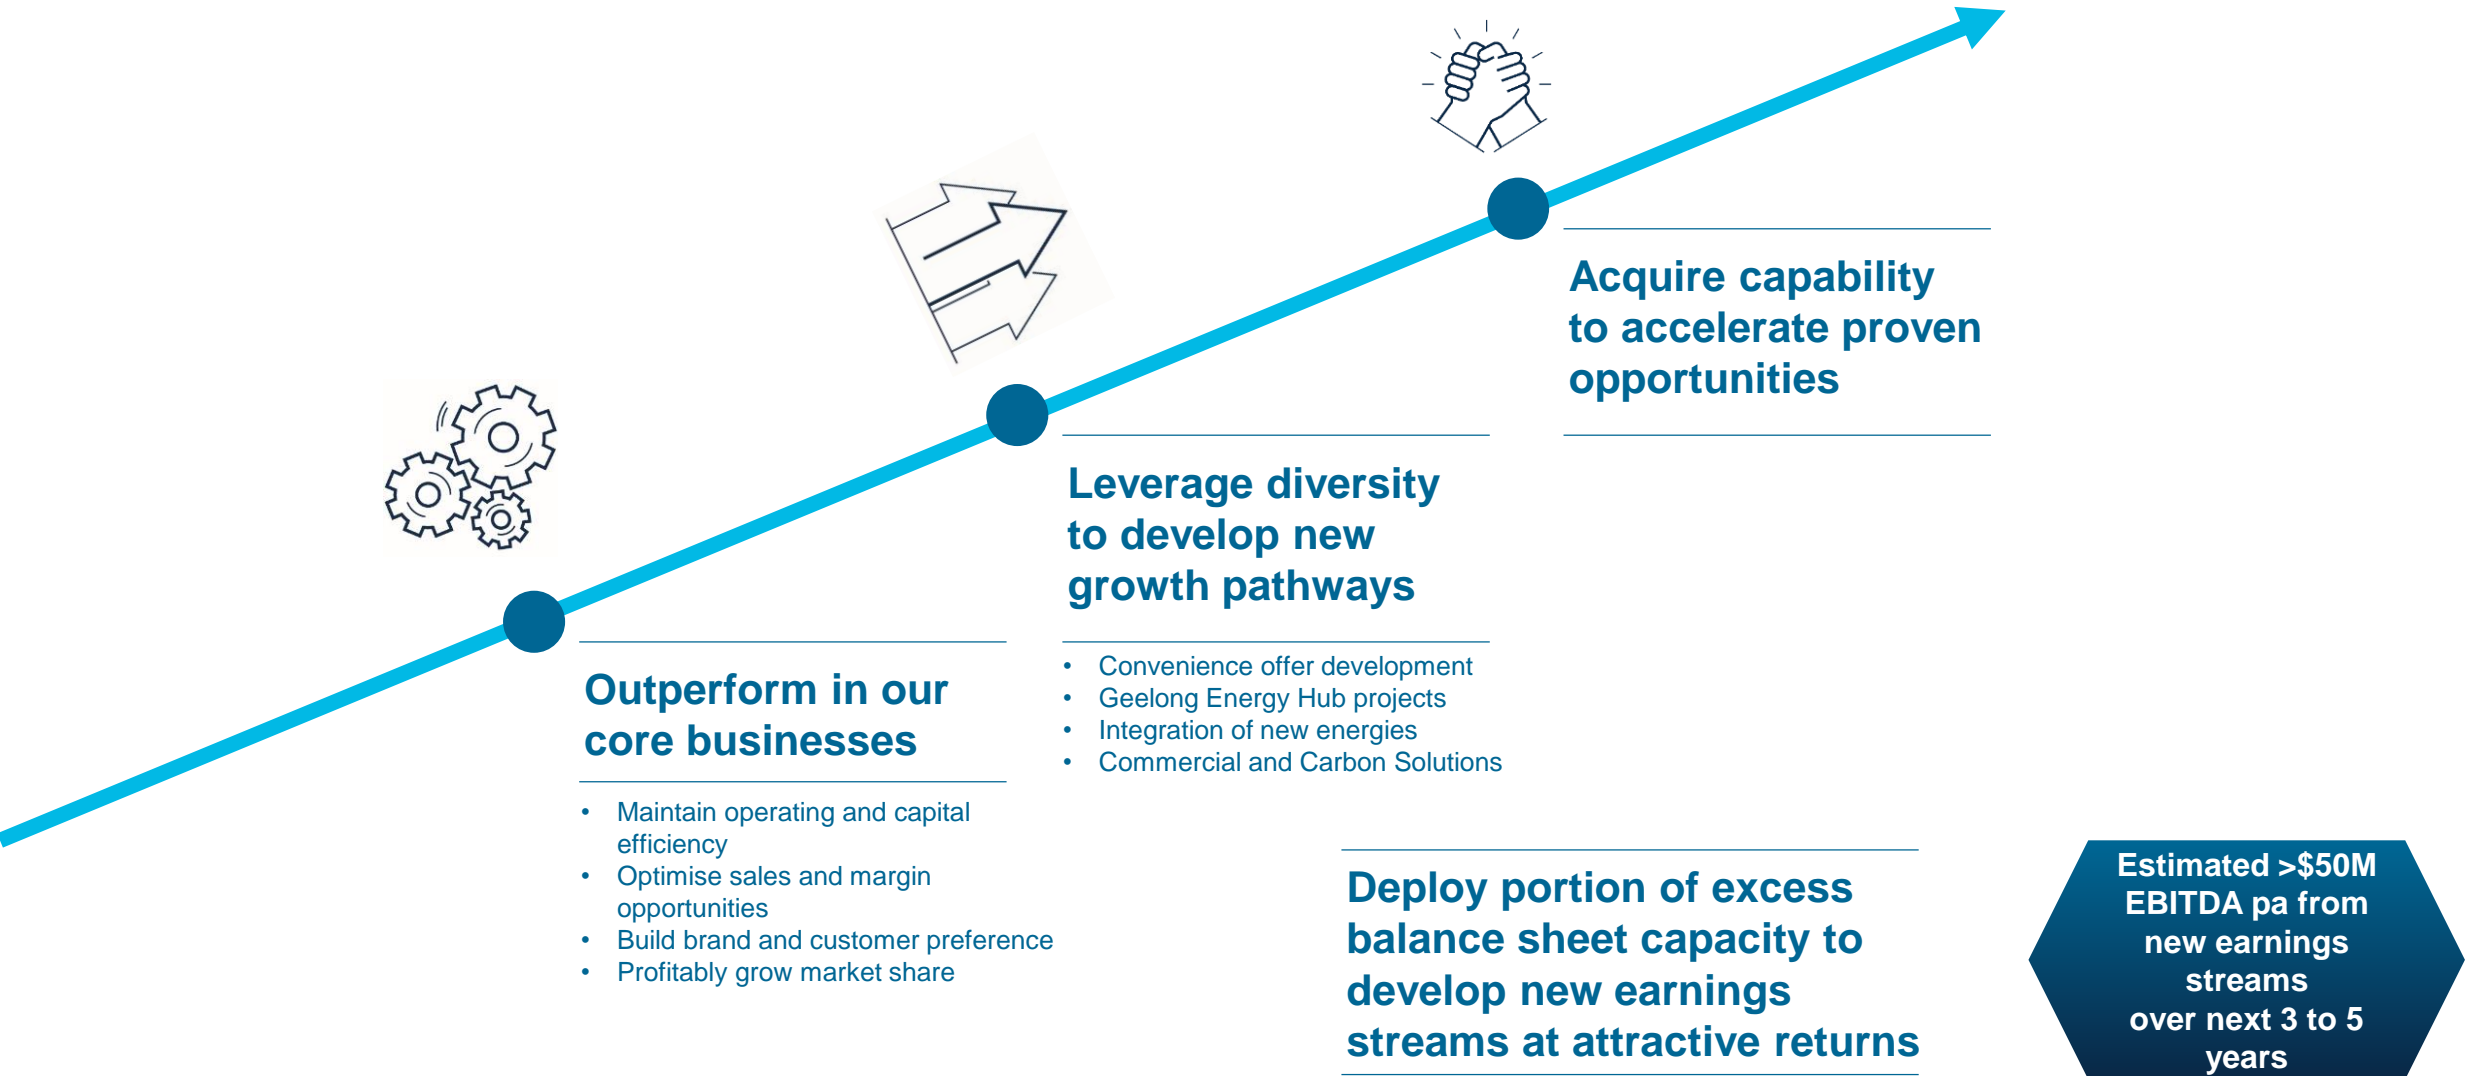 Acquire capability
to accelerate proven
opportunities
Leverage diversity
to develop new
growth pathways
• Convenience offer development
• Geelong Energy Hub projects
• Integration of new energies
• Commercial and Carbon Solutions
Outperform in our
core businesses
• Maintain operating and capital
efficiency
• Optimise sales and margin
opportunities
• Build brand and customer preference
• Profitably grow market share
Deploy portion of excess
balance sheet capacity to
develop new earnings
streams at attractive returns
Estimated >$50M
EBITDA pa from
new earnings
streams
over next 3 to 5
years